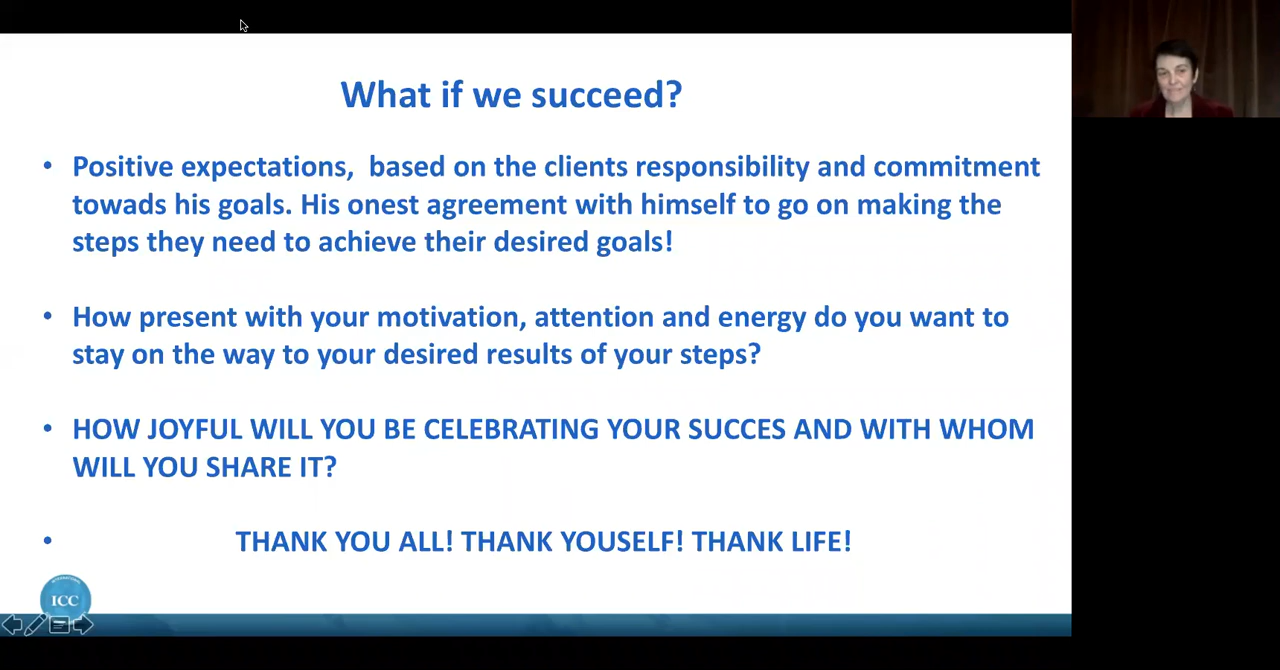 What if we succeed?
• Positive expectations,  based on the clients responsibility and commitment
towads his goals. His onest agreement with himself to go on making the
steps they need to achieve their desired goals!
• How present with your motivation, attention and energy do you want to
stay on the way to your desired results of your steps?
• HOW JOYFUL WILL YOU BE CELEBRATING YOUR SUCCES AND WITH WHOM
WILL YOU SHARE IT?
• THANK YOU ALL! THANK YOUSELF! THANK LIFE!
ICC